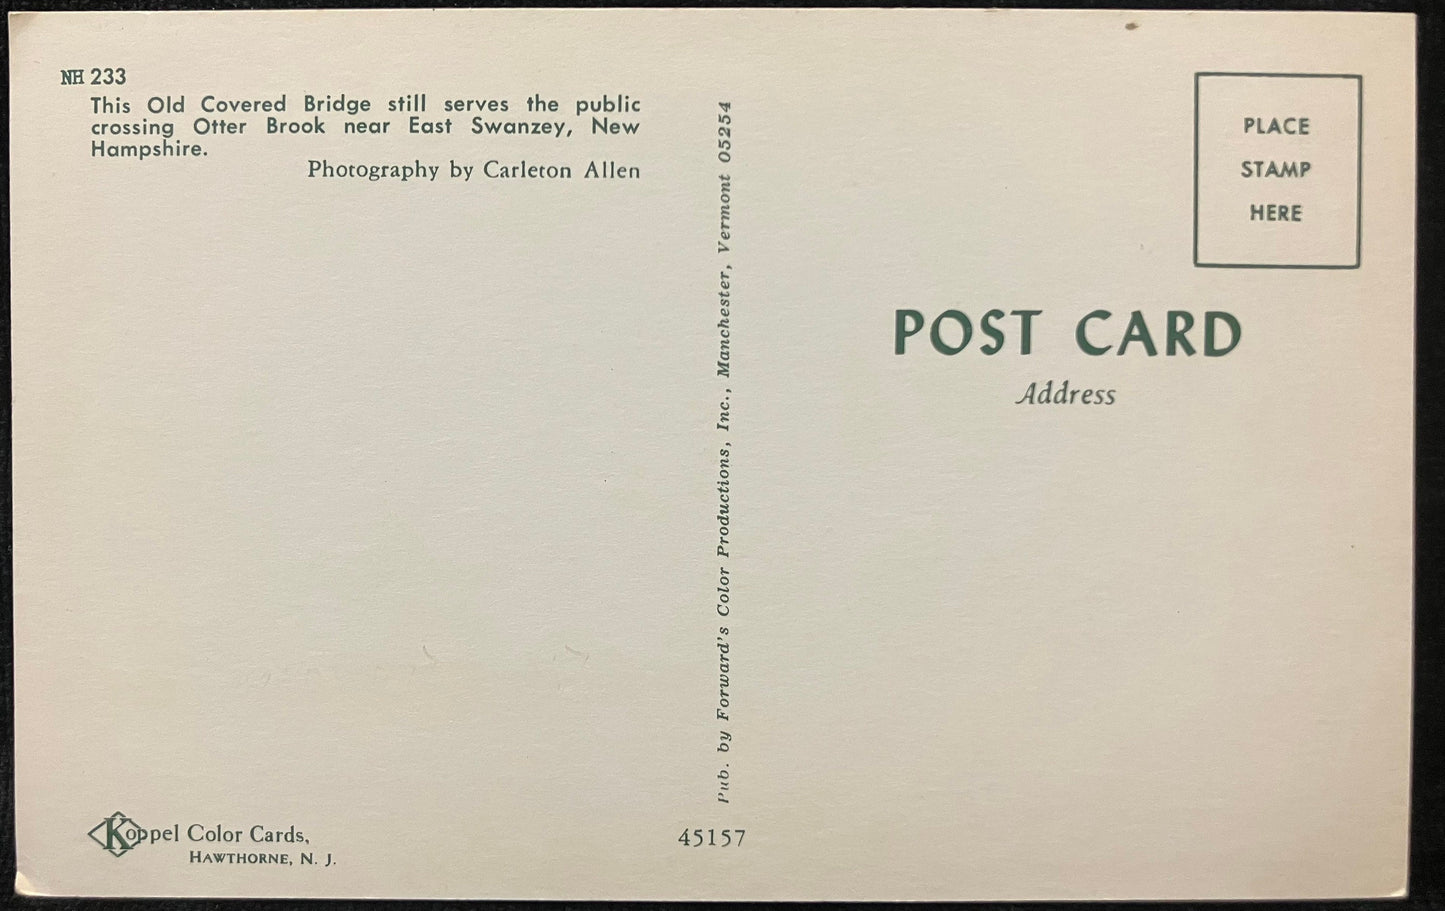 NH 233
This Old Covered Bridge still serves the public
crossing Otter Brook near East Swanzey, New
Hampshire.
Photography by Carleton Allen
Koppel Color Cards,
HAWTHORNE, N. J.
Pub. by Forward's Color Productions, Inc., Manchester, Vermont 05254
45157
PLACE
STAMP
HERE
POST CARD
Address